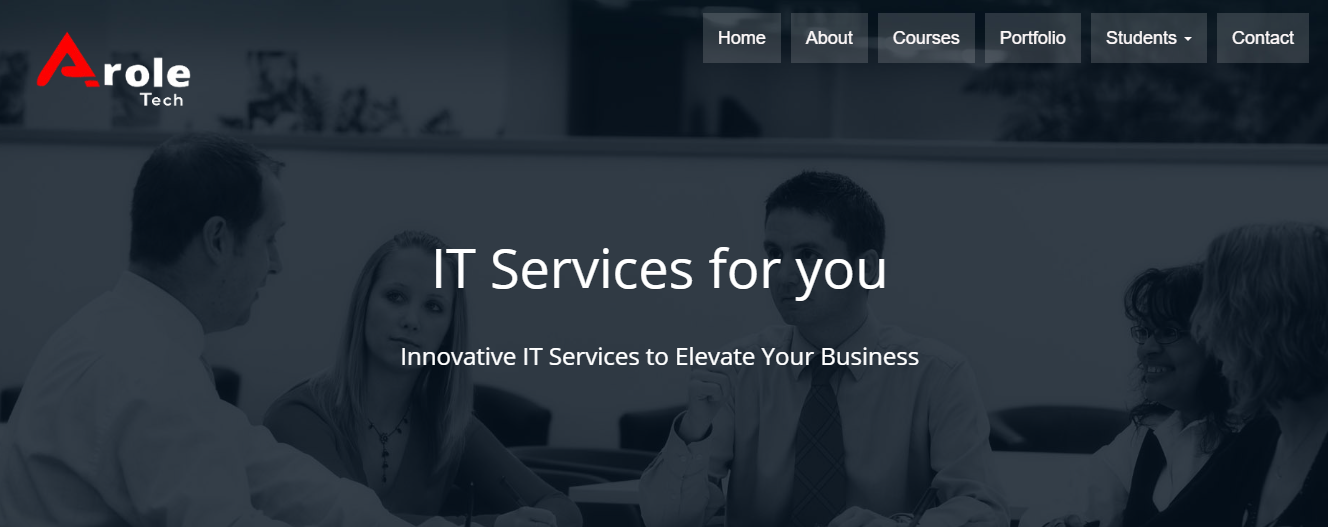 Arole
Tech
Home
About
Courses
Portfolio
Students
Contact
IT Services for you
Innovative IT Services to Elevate Your Business